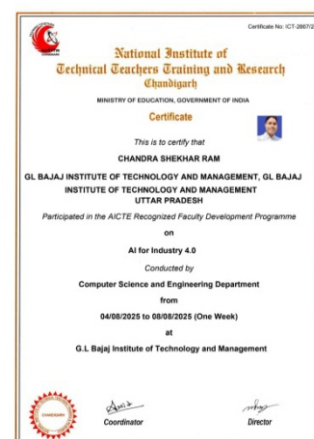 Certificate No: ICT-2667/2
National Institute of
Technical Teachers Training and Research
Chandigarh
MINISTRY OF EDUCATION, GOVERNMENT OF INDIA
Certificate
This is to certify that
CHANDRA SHEKHAR RAM
GL BAJAJ INSTITUTE OF TECHNOLOGY AND MANAGEMENT, GL BAJAJ
INSTITUTE OF TECHNOLOGY AND MANAGEMENT
UTTAR PRADESH
Participated in the AICTE Recognized Faculty Development Programme
on
AI for Industry 4.0
Conducted by
Computer Science and Engineering Department
from
04/08/2025 to 08/08/2025 (One Week)
at
G.L Bajaj Institute of Technology and Management
CHANDIGARH
Coordinator
Director